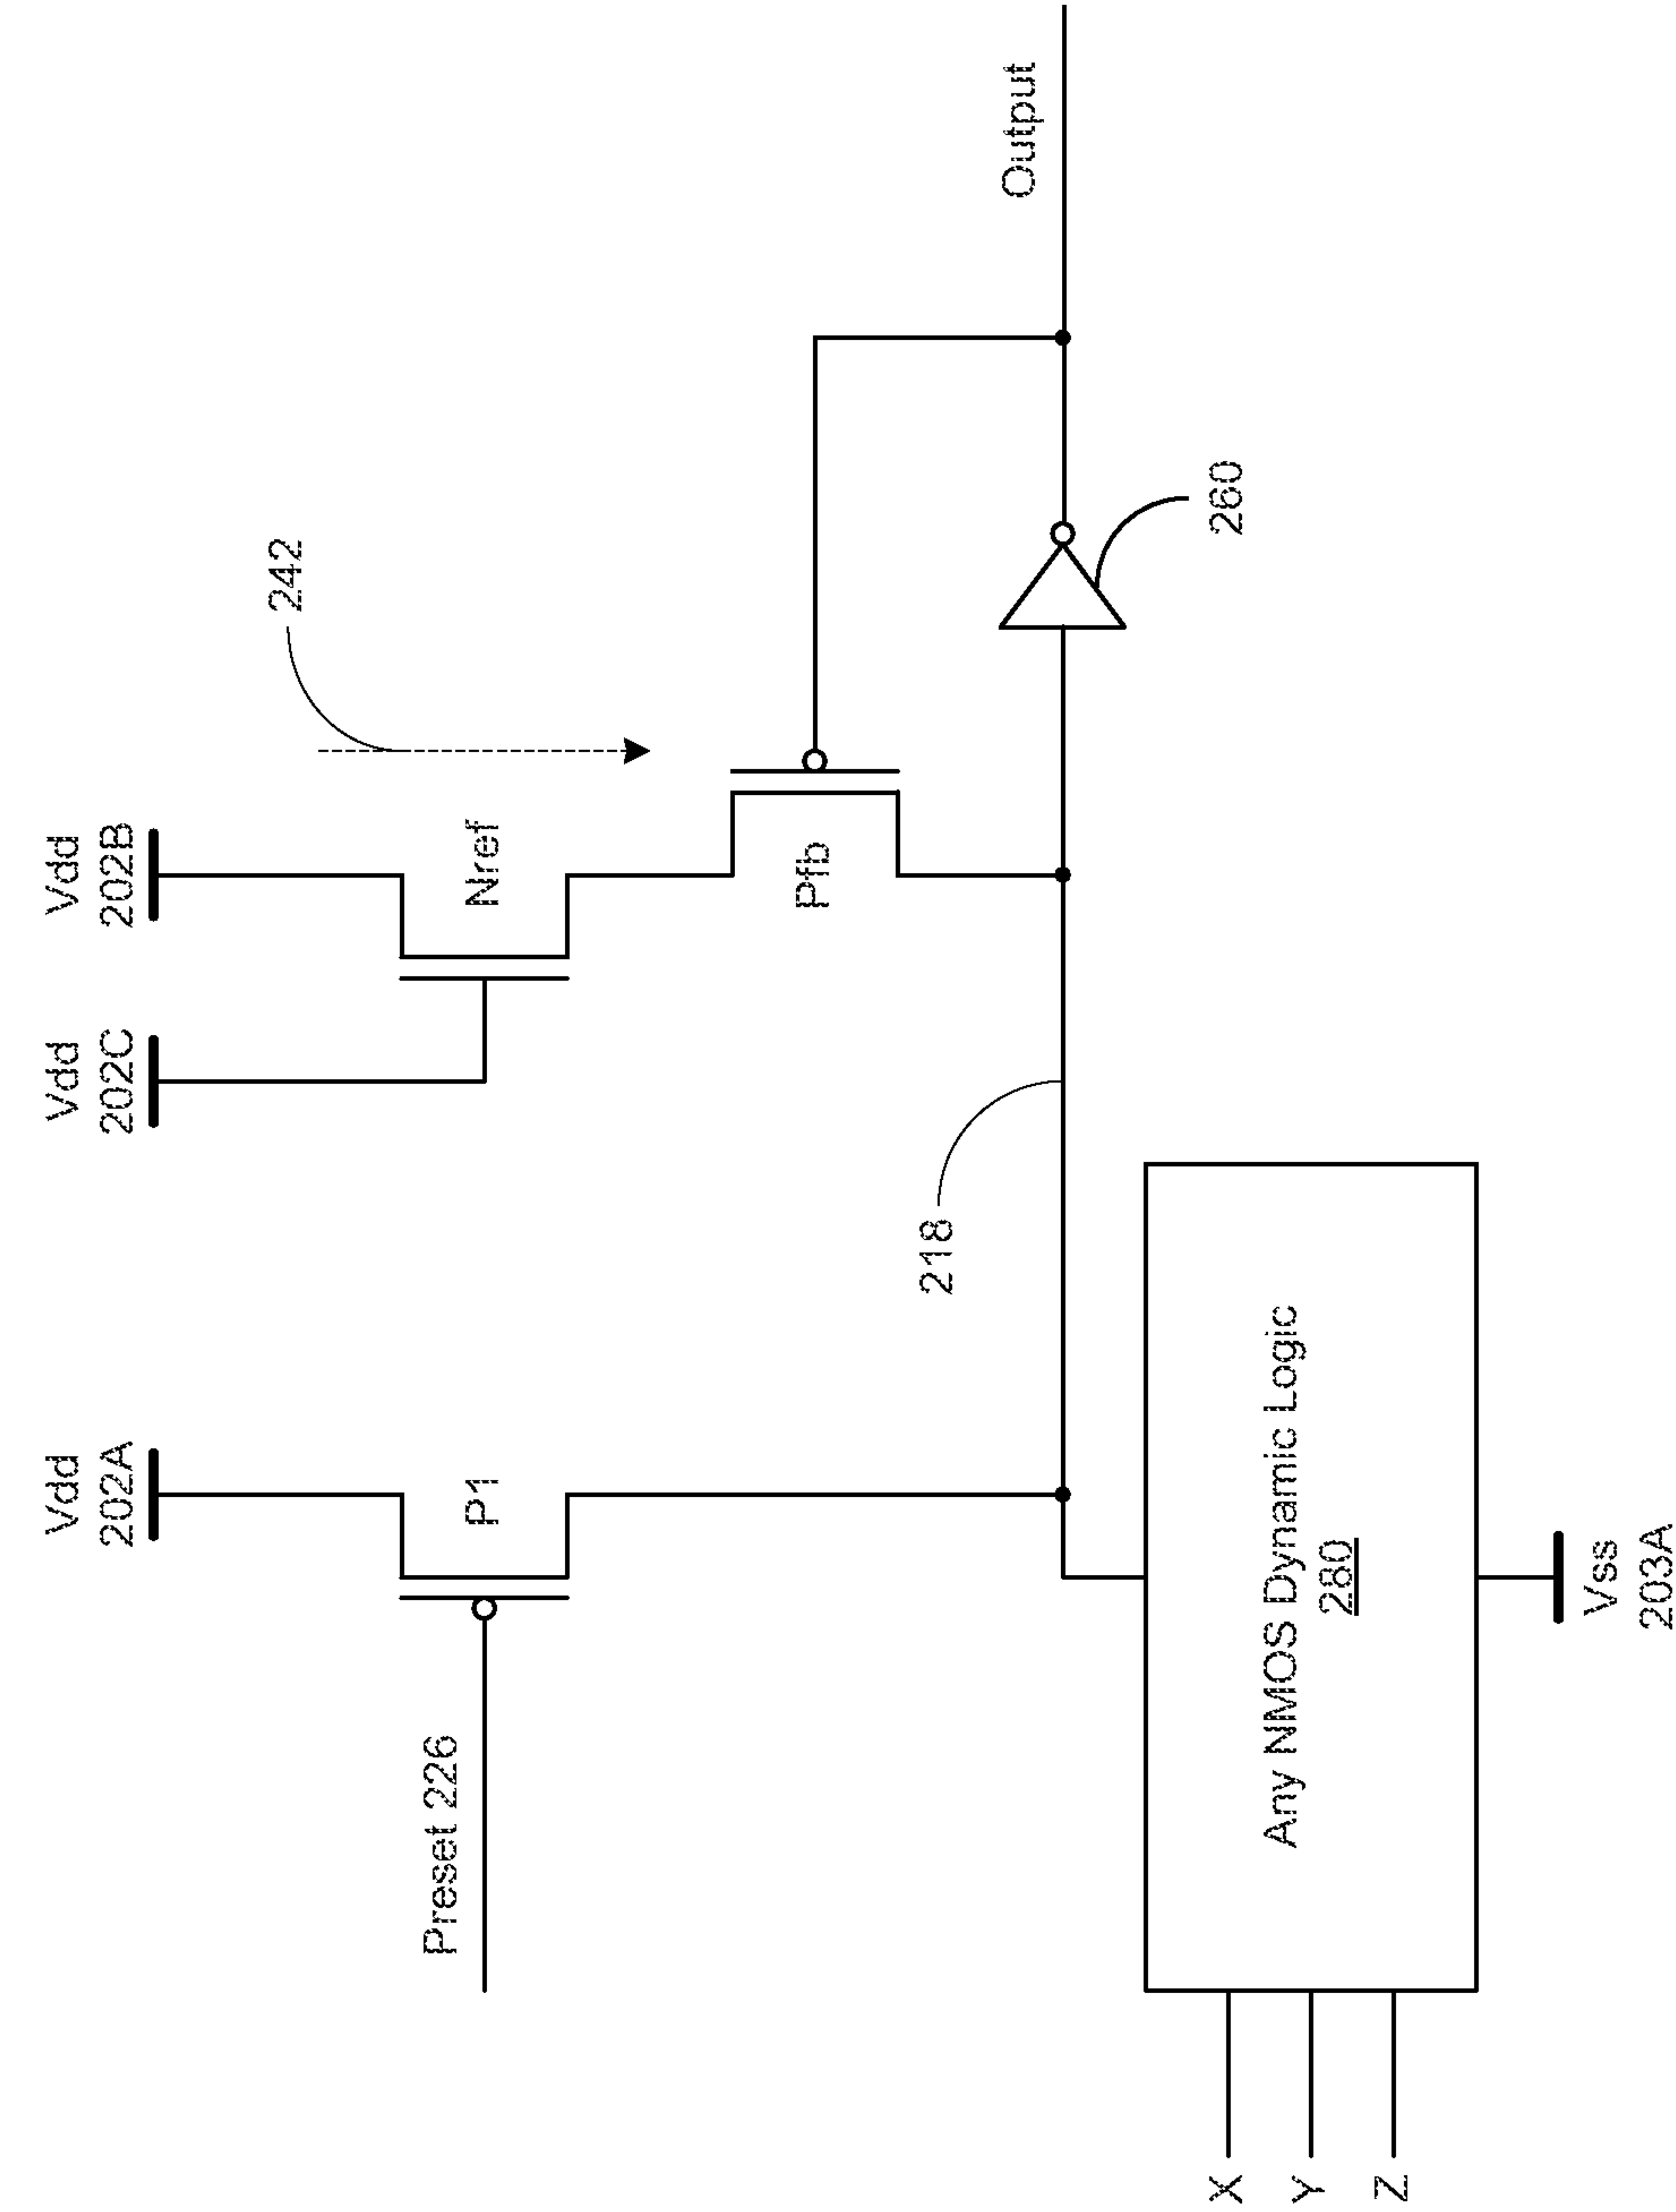 Vdd
202A
Vdd
202C
Vdd
202B
242
Preset 226
P1
Nref
Pfb
Output
218
260
X
Y
Z
Any NMOS Dynamic Logic
280
Vss
203A